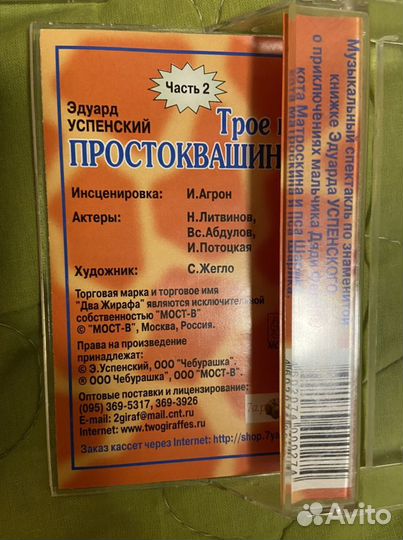 Часть 2
Эдуард
УСПЕНСКИЙ
Трое
ПРОСТОКВАШИН
Инсценировка: И.Агрон
Актеры: Н.Литвинов,
Вс.Абдулов,
И.Потоцкая
Художник: С.Жегло
Торговая марка и торговое имя
"Два Жирафа" являются исключительной
собственностью "МОСТ-В"
© "МОСТ-В", Москва, Россия.
Права на произведение
принадлежат:
© Э.Успенский, ООО "Чебурашка".
® ООО "Чебурашка", ООО "МОСТ-В".
Оптовые поставки и лицензирование:
(095) 369-5317, 369-3926
E-mail: 2giraf@mail.cnt.ru
Internet: www.twogiraffes.ru
Заказ кассет через Internet: http://shop.7
Музыкальный спектакль по знаменитой
книжке Эдуарда УСПЕНСКОГО
о приключениях мальчика Дяди
кота Матроскина и пса
Avito